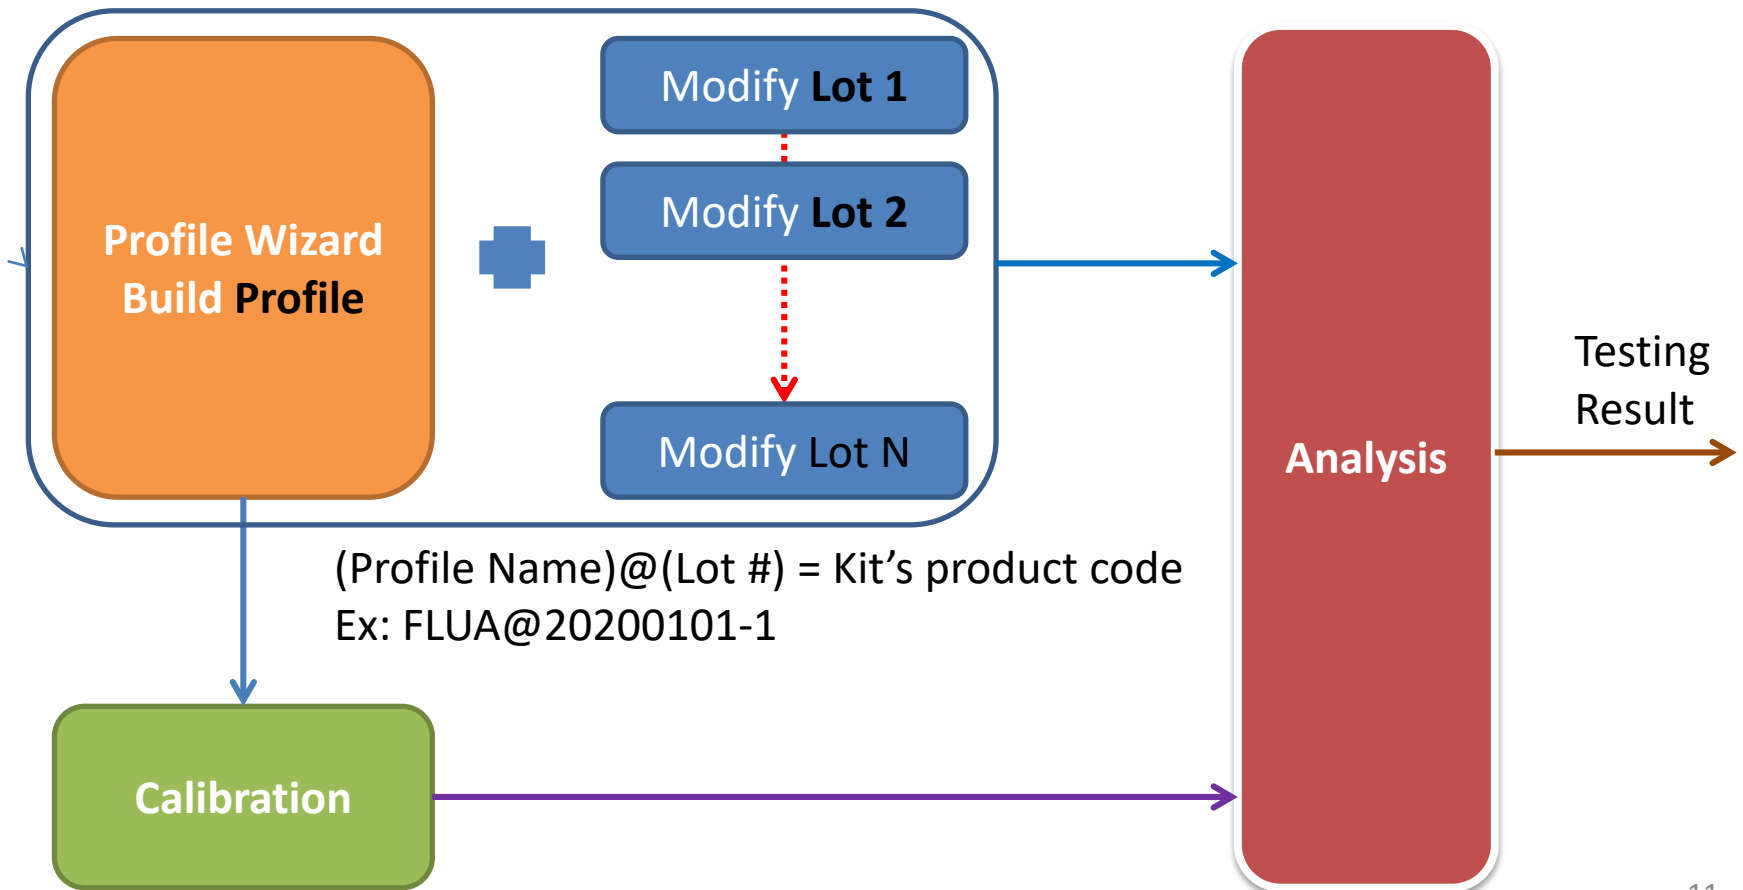 Profile Wizard
Build Profile
Modify Lot 1
Modify Lot 2
Modify Lot N
(Profile Name)@(Lot #) = Kit’s product code
Ex: FLUA@20200101-1
Calibration
Analysis
Testing
Result
11